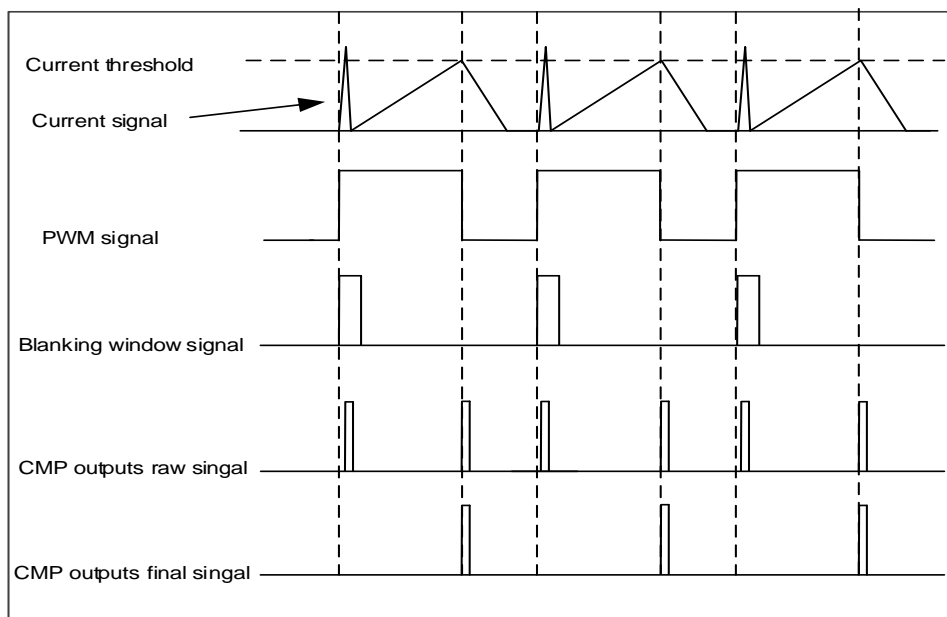 Current threshold
Current signal
PWM signal
Blanking window signal
CMP outputs raw singal
CMP outputs final singal